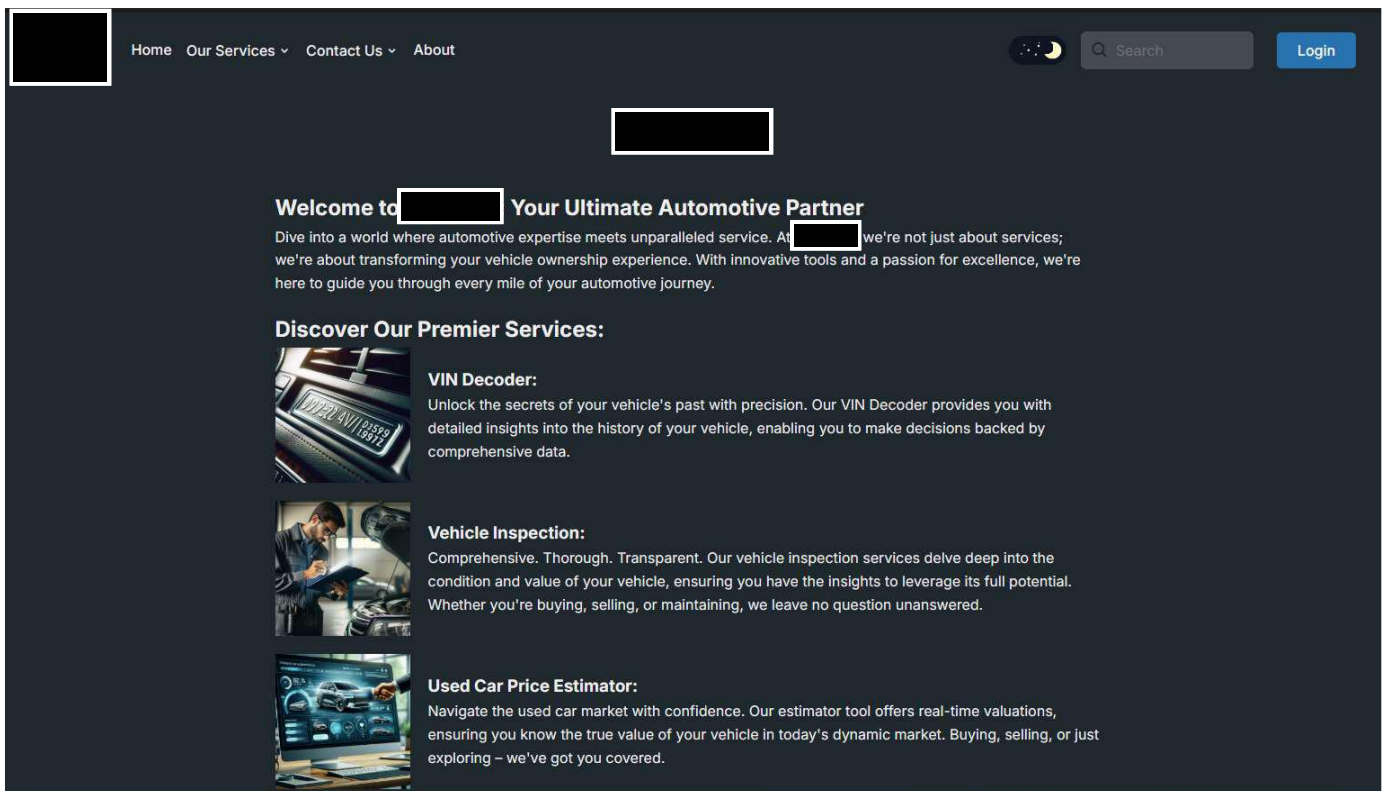 Home Our Services Contact Us About Search Login
Welcome to Your Ultimate Automotive Partner
Dive into a world where automotive expertise meets unparalleled service. At we're not just about services;
we're about transforming your vehicle ownership experience. With innovative tools and a passion for excellence, we're
here to guide you through every mile of your automotive journey.
Discover Our Premier Services:
VIN Decoder:
Unlock the secrets of your vehicle's past with precision. Our VIN Decoder provides you with
detailed insights into the history of your vehicle, enabling you to make decisions backed by
comprehensive data.
Vehicle Inspection:
Comprehensive. Thorough. Transparent. Our vehicle inspection services delve deep into the
condition and value of your vehicle, ensuring you have the insights to leverage its full potential.
Whether you're buying, selling, or maintaining, we leave no question unanswered.
Used Car Price Estimator:
Navigate the used car market with confidence. Our estimator tool offers real-time valuations,
ensuring you know the true value of your vehicle in today's dynamic market. Buying, selling, or just
exploring – we've got you covered.